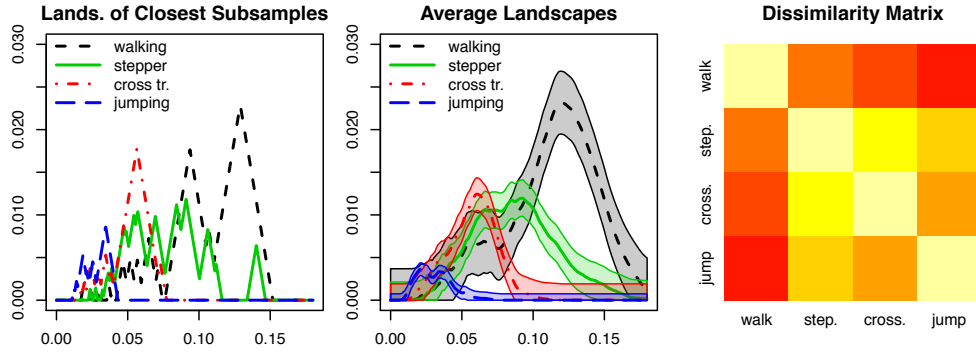 Lands. of Closest Subsamples
0.030
0.020
0.010
0.000
walking
stepper
cross tr.
jumping
0.00 0.05 0.10 0.15
Average Landscapes
0.030
0.020
0.010
0.000
walking
stepper
cross tr.
jumping
0.00 0.05 0.10 0.15
Dissimilarity Matrix
walk
step.
cross.
jump
walk step. cross. jump